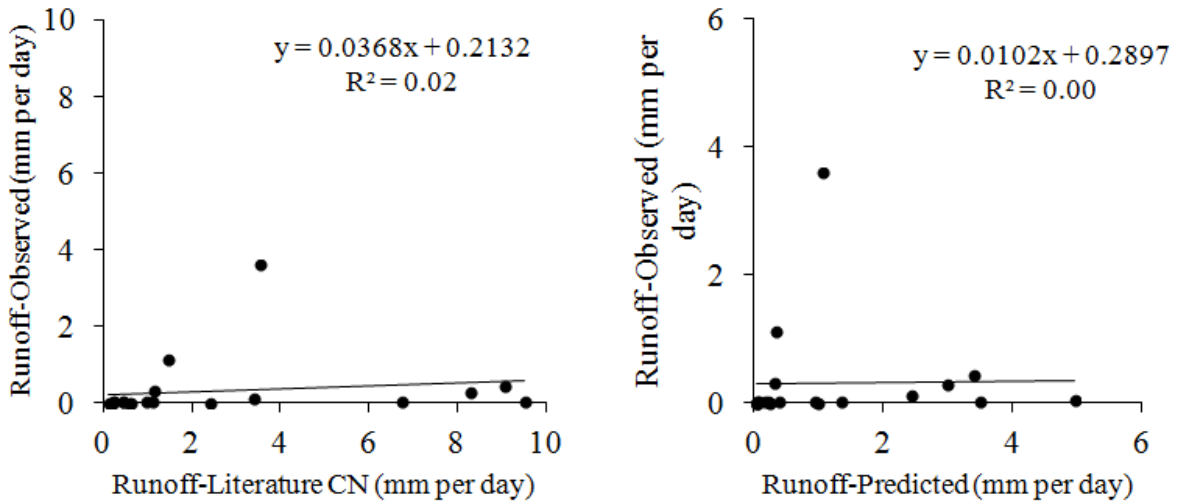 Runoff-Observed (mm per day)
10
8
6
4
2
0
y = 0.0368x + 0.2132
R² = 0.02
0 2 4 6 8 10
Runoff-Literature CN (mm per day)
Runoff-Observed (mm per
day)
6
4
2
0
y = 0.0102x + 0.2897
R² = 0.00
0 2 4 6
Runoff-Predicted (mm per day)